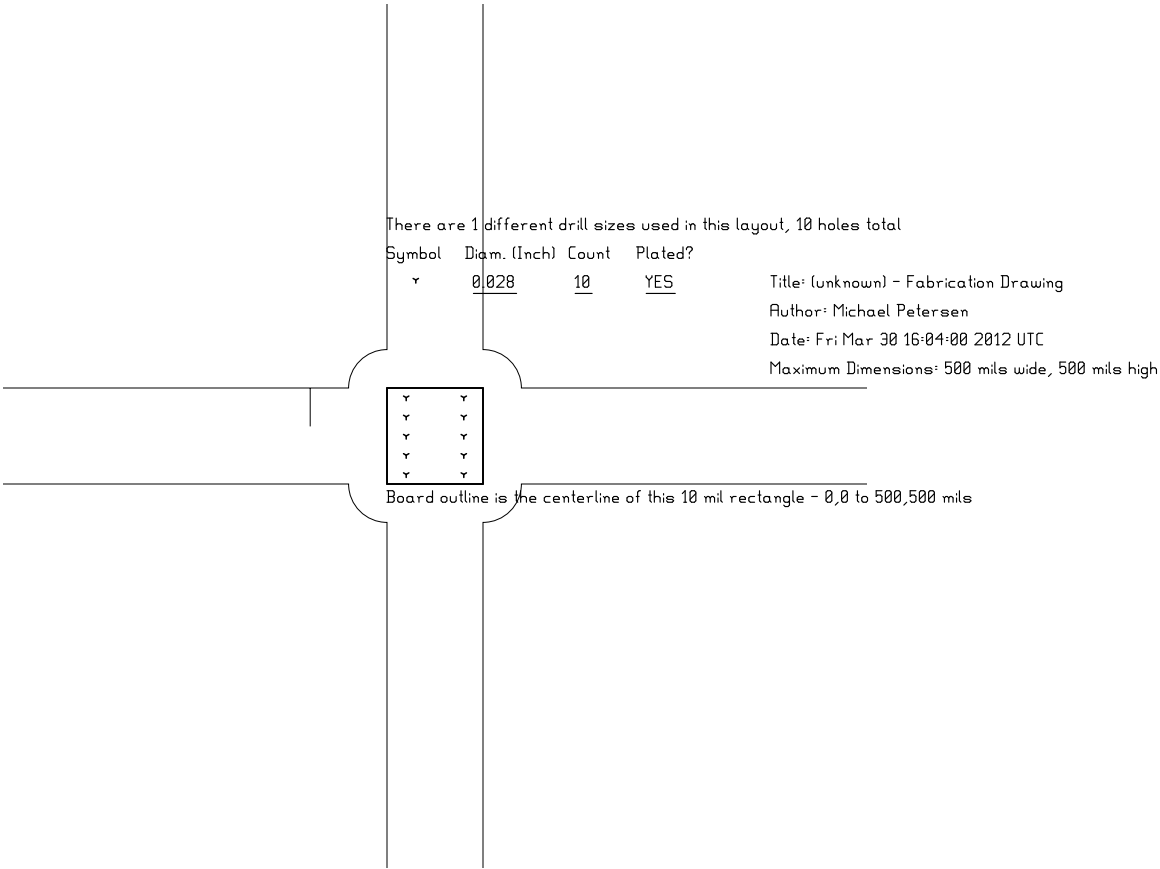 There are 1 different drill sizes used in this layout, 10 holes total
Symbol Diam. (Inch) Count Plated?
0.028 10 YES
Title: (unknown) - Fabrication Drawing
Author: Michael Petersen
Date: Fri Mar 30 16:04:00 2012 UTC
Maximum Dimensions: 500 mils wide, 500 mils high
Board outline is the centerline of this 10 mil rectangle - 0,0 to 500,500 mils